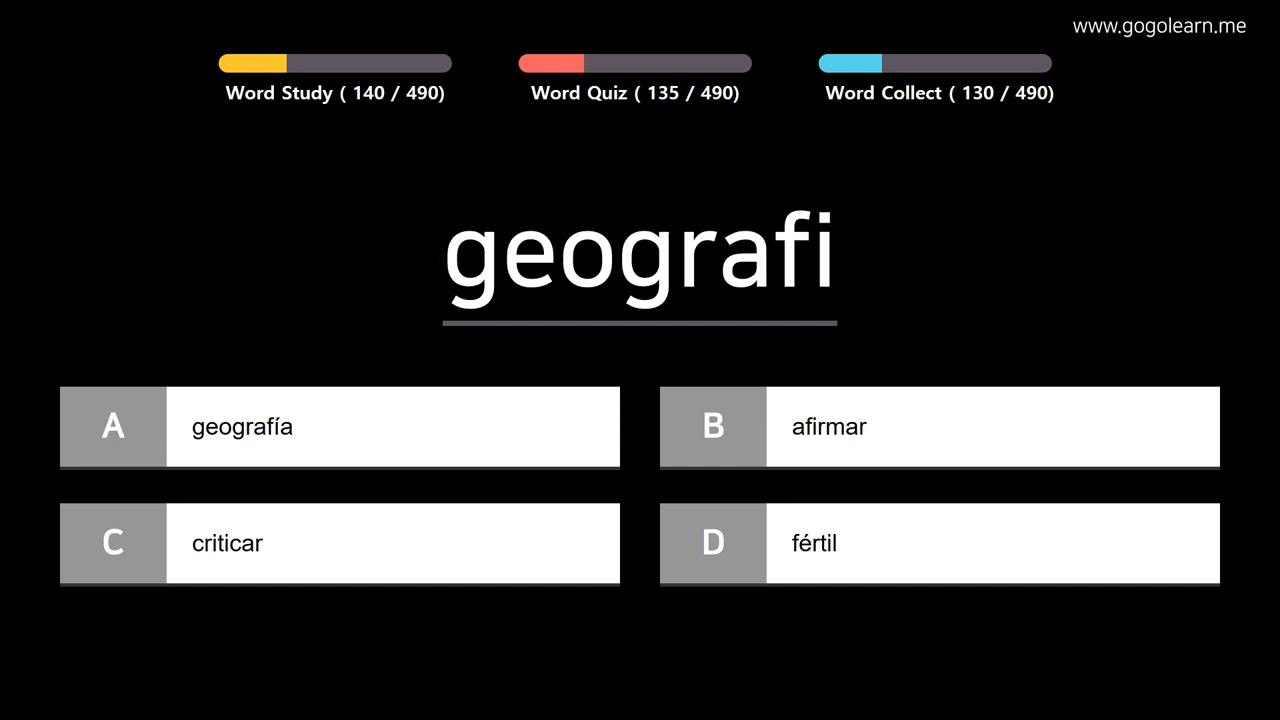 www.gogolearn.me
Word Study ( 140 / 490)
Word Quiz ( 135 / 490)
Word Collect ( 130 / 490)
geografi
A geografía
B afirmar
C criticar
D fértil